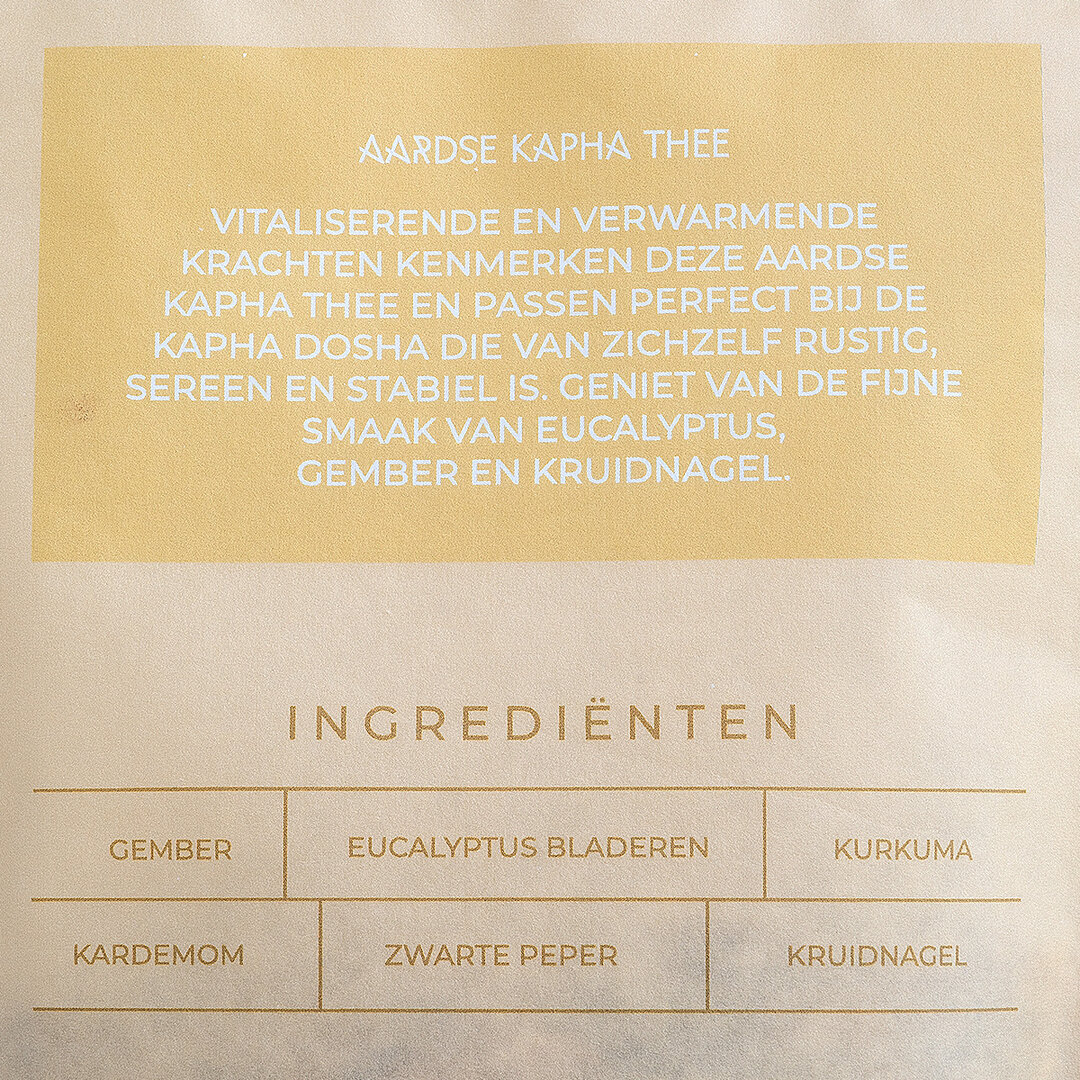 AARDSE KAPHA THEE
VITALISERENDE EN VERWARMENDE
KRACHTEN KENMERKEN DEZE AARDSE
KAPHA THEE EN PASSEN PERFECT BIJ DE
KAPHA DOSHA DIE VAN ZICHZELF RUSTIG,
SEREEN EN STABIEL IS. GENIET VAN DE FIJNE
SMAAK VAN EUCALYPTUS,
GEMBER EN KRUIDNAGEL.
INGREDIËNTEN
GEMBER EUCALYPTUS BLADEREN KURKUMA
KARDEMOM ZWARTE PEPER KRUIDNAGEL